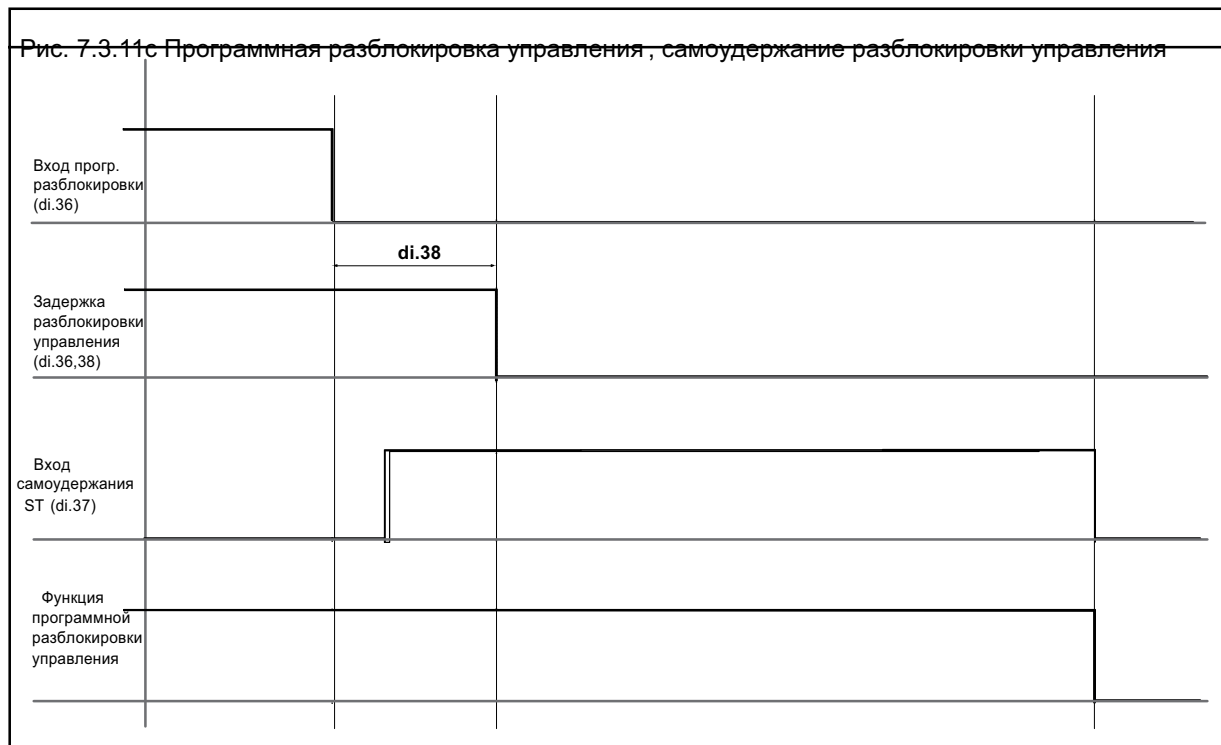 Рис. 7.3.11c Программная разблокировка управления , самоудержание разблокировки управления
Вход прогр.
разблокировки
(di.36)
di.38
Задержка
разблокировки
управления
(di.36,38)
Вход
самоудержания
ST (di.37)
Функция
программной
разблокировки
управления